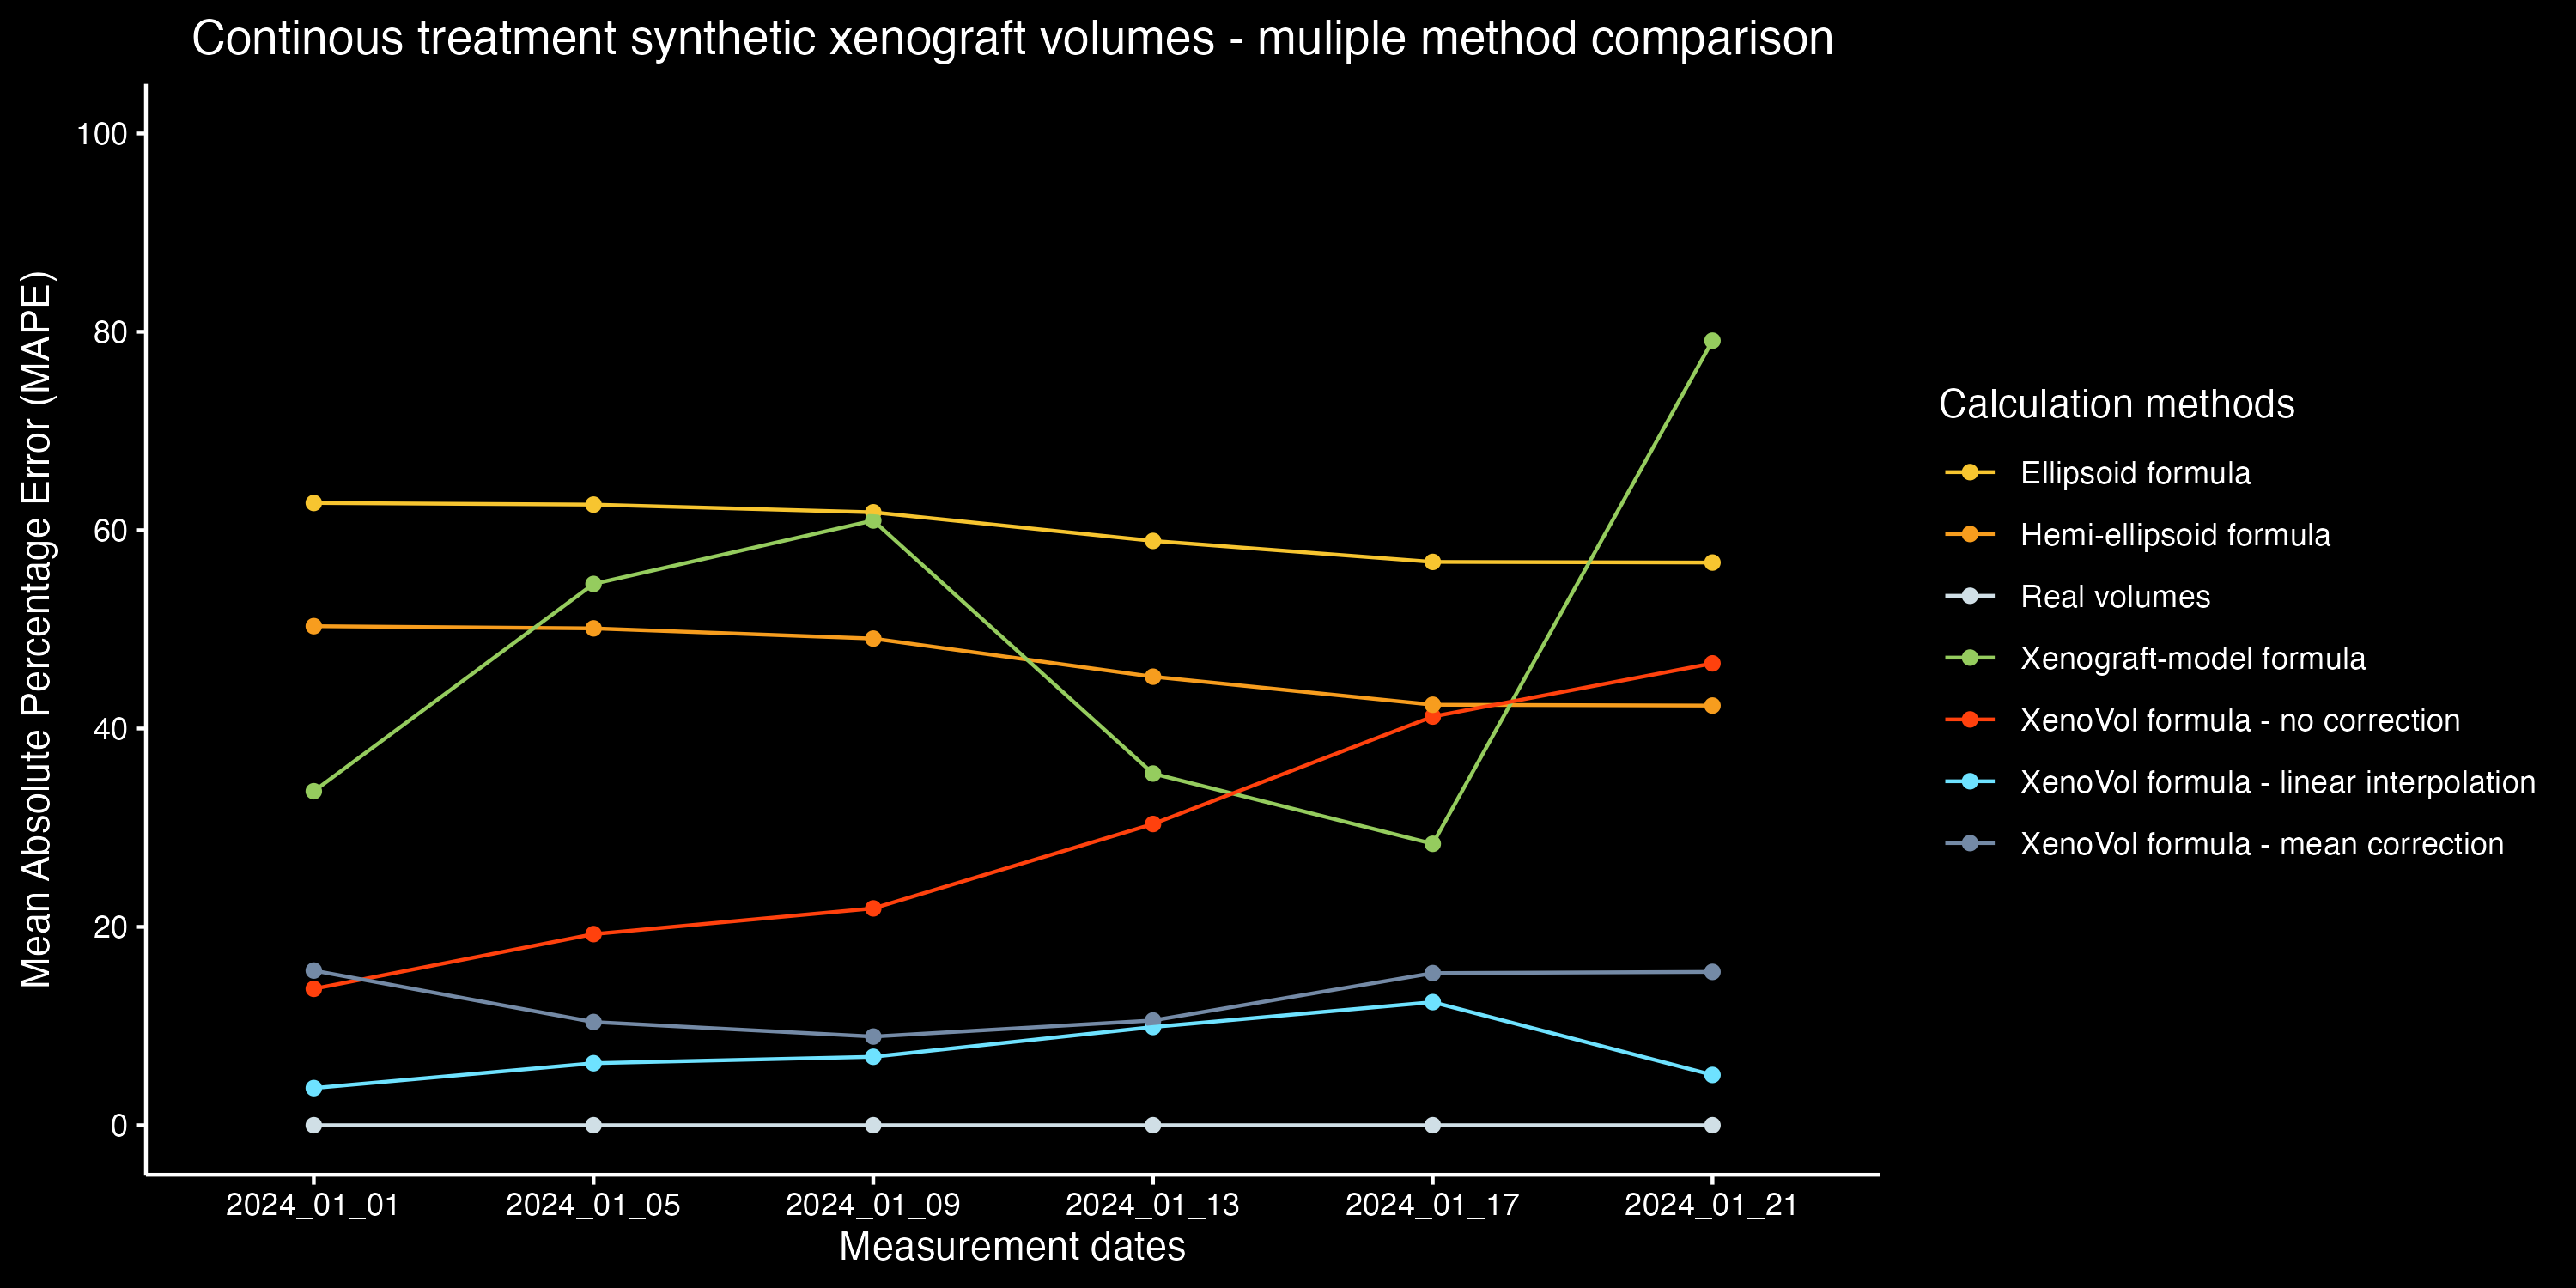 Continous treatment synthetic xenograft volumes - muliple method comparison
Mean Absolute Percentage Error (MAPE)
100
80
60
40
20
0
2024_01_01
2024_01_05
2024_01_09
2024_01_13
2024_01_17
2024_01_21
Measurement dates
Calculation methods
Ellipsoid formula
Hemi-ellipsoid formula
Real volumes
Xenograft-model formula
XenoVol formula - no correction
XenoVol formula - linear interpolation
XenoVol formula - mean correction